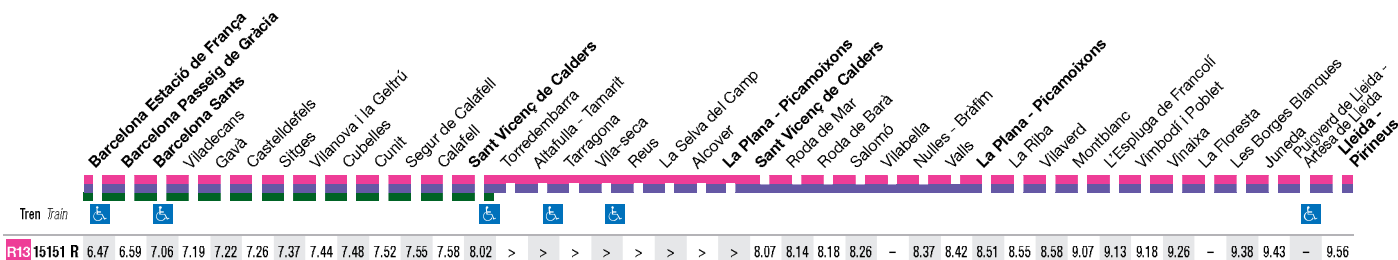 Barcelona Estació de França
Barcelona Passeig de Gràcia
Barcelona Sants
Viladecans
Gavà
Castelldefels
Sitges
Vilanova i la Geltrú
Cubelles
Cunit
Segur de Calafell
Calafell
Sant Vicenç de Calders
Torredembarra
Altafulla - Tamarit
Tarragona
Vila-seca
Reus
La Selva del Camp
Alcover
La Plana - Picamoixons
Sant Vicenç de Calders
Roda de Mar
Roda de Barà
Salomó
Vilabella
Nulles - Bràfim
Valls
La Plana - Picamoixons
La Riba
Vilaverd
Montblanc
L'Espluga de Francolí
Vimbodí i Poblet
Vinaixa
La Floresta
Les Borges Blanques
Juneda
Puigverd de Lleida -
Artesa de Lleida
Lleida -
Pirineus
Tren Train
R13 15151 R 6.47 6.59 7.06 7.19 7.22 7.26 7.37 7.44 7.48 7.52 7.55 7.58 8.02 > > > > > > > > 8.07 8.14 8.18 8.26 – 8.37 8.42 8.51 8.55 8.58 9.07 9.13 9.18 9.26 – 9.38 9.43 – 9.56